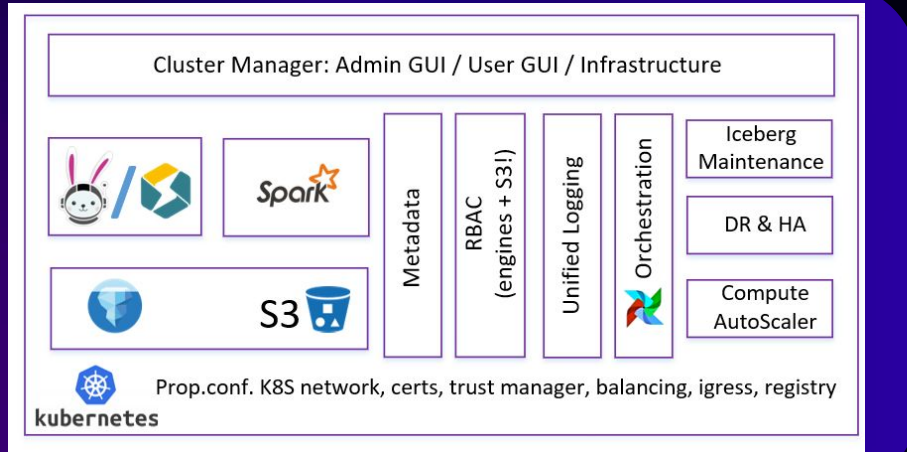 Cluster Manager: Admin GUI / User GUI / Infrastructure
Spark
S3
Metadata
RBAC
(engines + S3!)
Unified Logging
Orchestration
Iceberg
Maintenance
DR & HA
Compute
AutoScaler
kubernetes
Prop.conf. K8S network, certs, trust manager, balancing, igress, registry